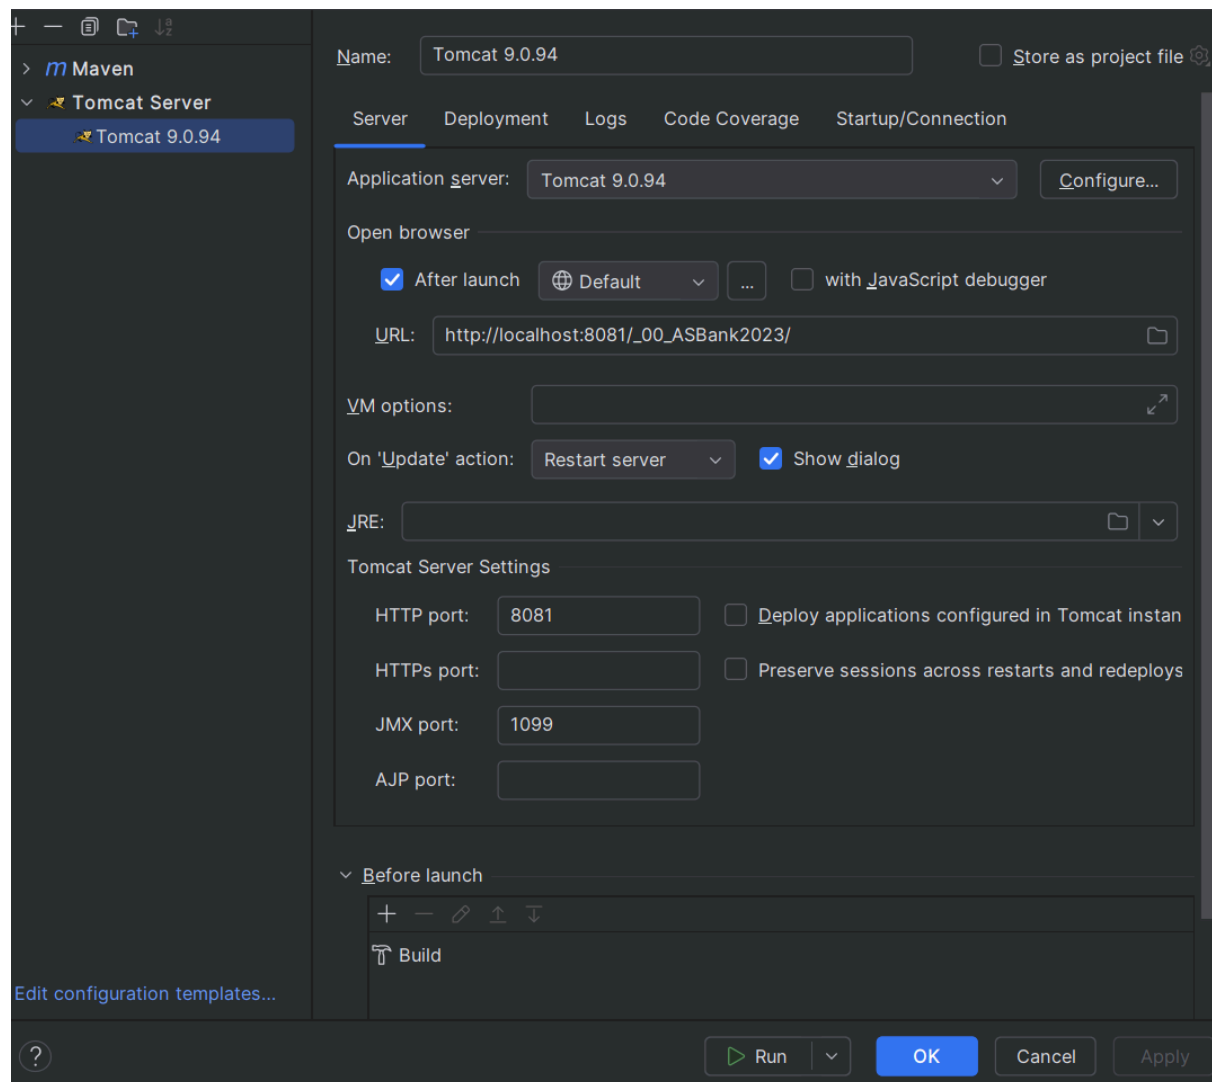 Name:
Tomcat 9.0.94
Store as project file
m Maven
Tomcat Server
Tomcat 9.0.94
Server
Deployment
Logs
Code Coverage
Startup/Connection
Application server:
Tomcat 9.0.94
Configure...
Open browser
After launch
Default
...
with JavaScript debugger
URL:
http://localhost:8081/_00_ASBank2023/
VM options:
On 'Update' action:
Restart server
Show dialog
JRE:
Tomcat Server Settings
HTTP port:
8081
Deploy applications configured in Tomcat instan
HTTPs port:
Preserve sessions across restarts and redeploys
JMX port:
1099
AJP port:
Before launch
Build
Edit configuration templates...
?
Run
OK
Cancel
Apply